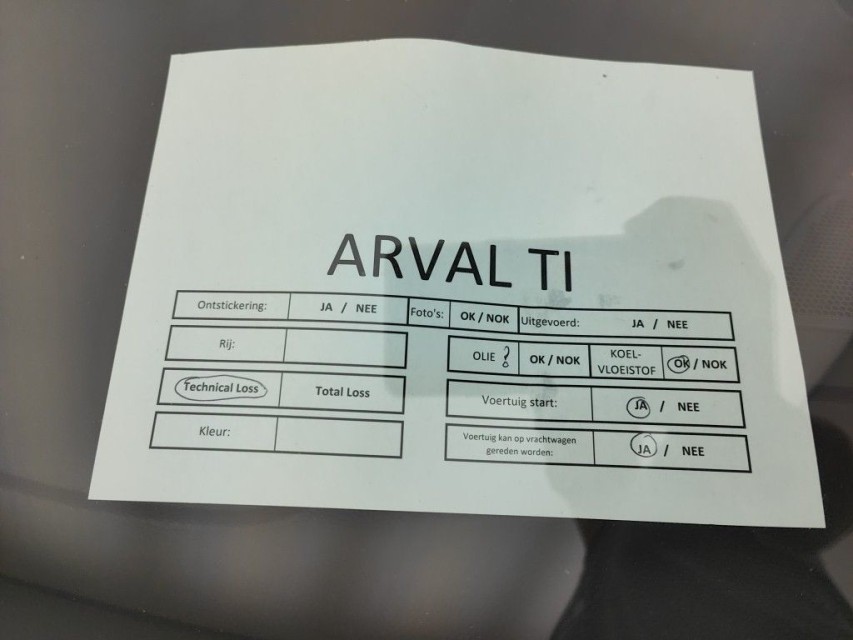 ARVAL TI
Ontstickering: JA / NEE Foto's: OK / NOK Uitgevoerd: JA / NEE
Rij:
OLIE ? OK / NOK KOEL-
VLOEISTOF OK / NOK
Technical Loss Total Loss
Voertuig start: JA / NEE
Kleur:
Voertuig kan op vrachtwagen
gereden worden: JA / NEE